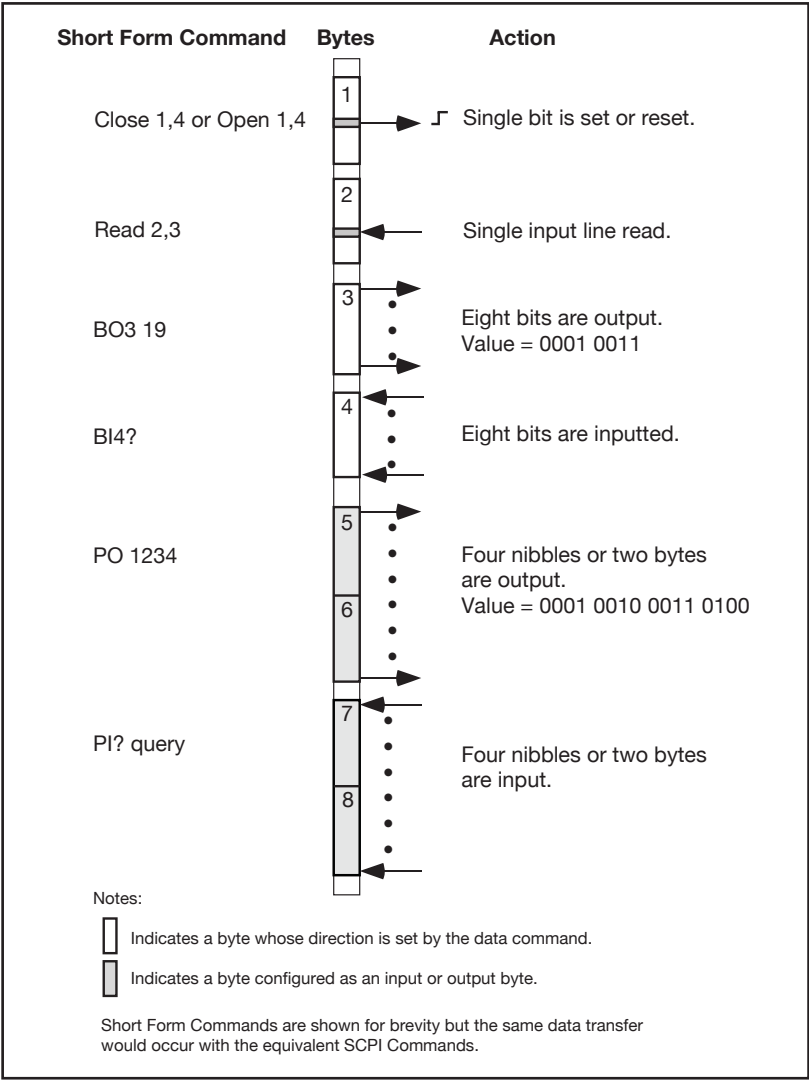 Short Form Command Bytes Action
1
Close 1,4 or Open 1,4 Single bit is set or reset.
2
Read 2,3 Single input line read.
3
BO3 19 Eight bits are output.
Value = 0001 0011
4
BI4? Eight bits are inputted.
5
PO 1234 Four nibbles or two bytes
are output.
6 Value = 0001 0010 0011 0100
7
PI? query Four nibbles or two bytes
are input.
8
Notes:
Indicates a byte whose direction is set by the data command.
Indicates a byte configured as an input or output byte.
Short Form Commands are shown for brevity but the same data transfer
would occur with the equivalent SCPI Commands.